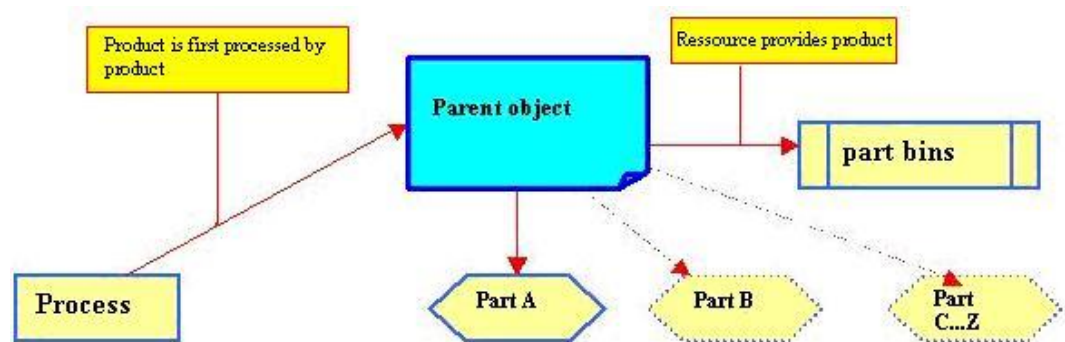 Product is first processed by
product
Ressource provides product
Parent object
part bins
Process
Part A
Part B
Part
C...Z